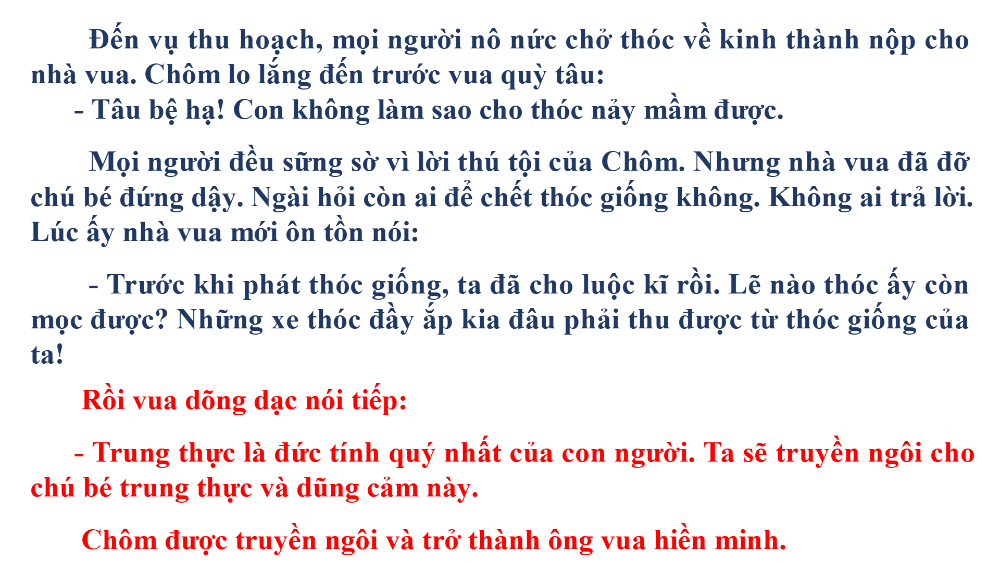 Đến vụ thu hoạch, mọi người nô nức chở thóc về kinh thành nộp cho
nhà vua. Chôm lo lắng đến trước vua quỳ tâu:
- Tâu bệ hạ! Con không làm sao cho thóc nảy mầm được.
Mọi người đều sững sờ vì lời thú tội của Chôm. Nhưng nhà vua đã đỡ
chú bé đứng dậy. Ngài hỏi còn ai để chết thóc giống không. Không ai trả lời.
Lúc ấy nhà vua mới ôn tồn nói:
- Trước khi phát thóc giống, ta đã cho luộc kĩ rồi. Lẽ nào thóc ấy còn
mọc được? Những xe thóc đầy ắp kia đâu phải thu được từ thóc giống của
ta!
Rồi vua dõng dạc nói tiếp:
- Trung thực là đức tính quý nhất của con người. Ta sẽ truyền ngôi cho
chú bé trung thực và dũng cảm này.
Chôm được truyền ngôi và trở thành ông vua hiền minh.